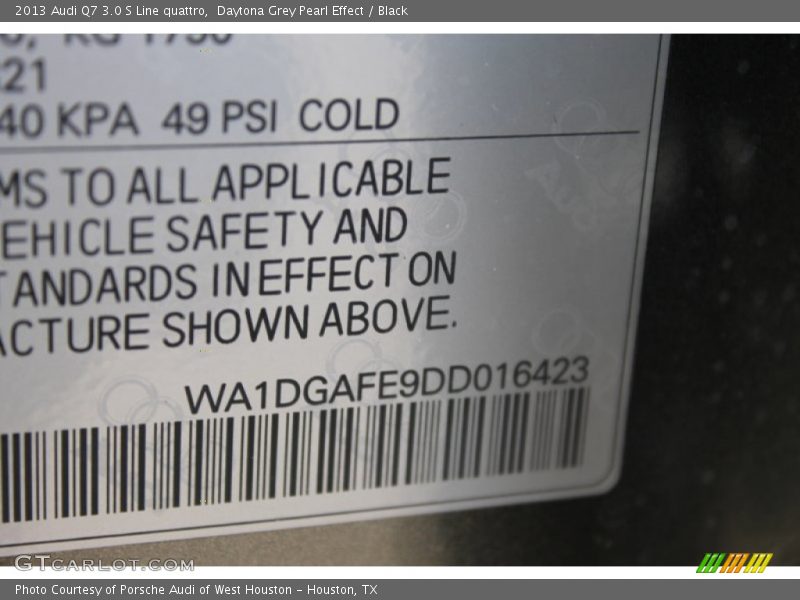 2013 Audi Q7 3.0 S Line quattro,  Daytona Grey Pearl Effect / Black
21
40 KPA  49 PSI  COLD
MS TO ALL APPLICABLE
EHICLE SAFETY AND
TANDARDS IN EFFECT ON
ACTURE SHOWN ABOVE.
WA1DGAFE9DD016423
GTCARLOT.COM
Photo Courtesy of Porsche Audi of West Houston – Houston, TX